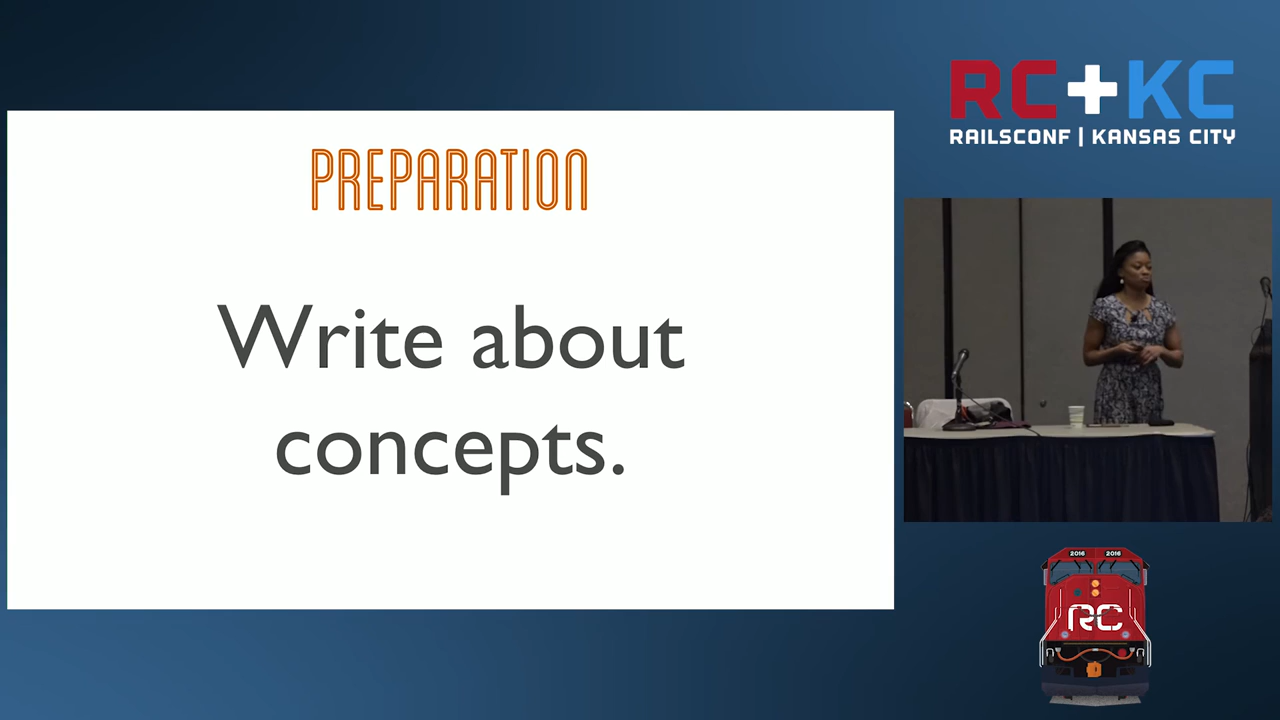 PREPARATION
Write about
concepts.
RC+KC
RAILSCONF | KANSAS CITY
2016 2016
RC